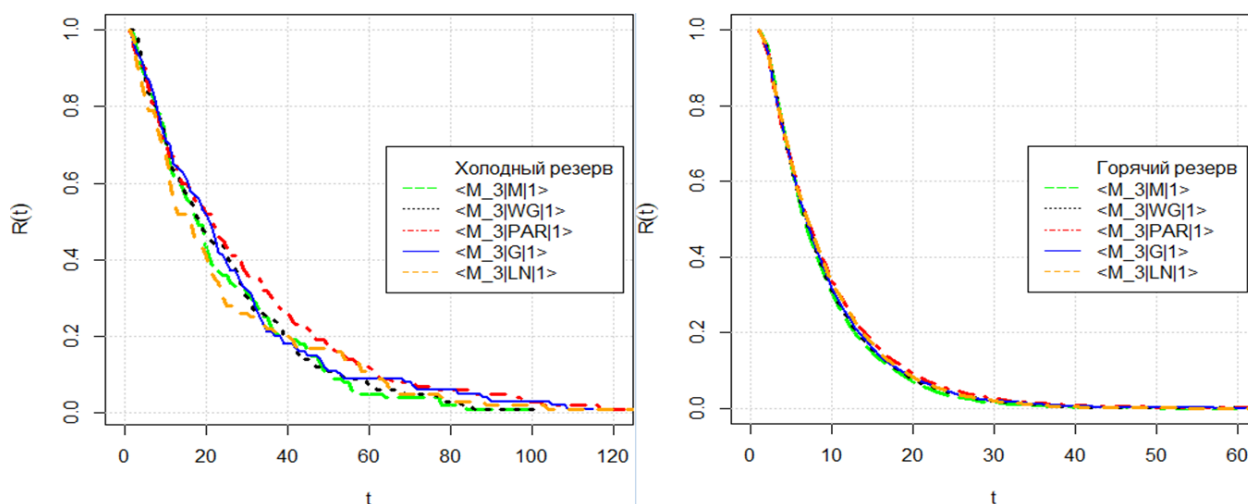 1.0
0.8
0.6
0.4
0.2
0.0
R(t)
0 20 40 60 80 100 120
t
Холодный резерв
<M_3|M|1>
<M_3|WG|1>
<M_3|PAR|1>
<M_3|G|1>
<M_3|LN|1>
1.0
0.8
0.6
0.4
0.2
0.0
R(t)
0 10 20 30 40 50 60
t
Горячий резерв
<M_3|M|1>
<M_3|WG|1>
<M_3|PAR|1>
<M_3|G|1>
<M_3|LN|1>